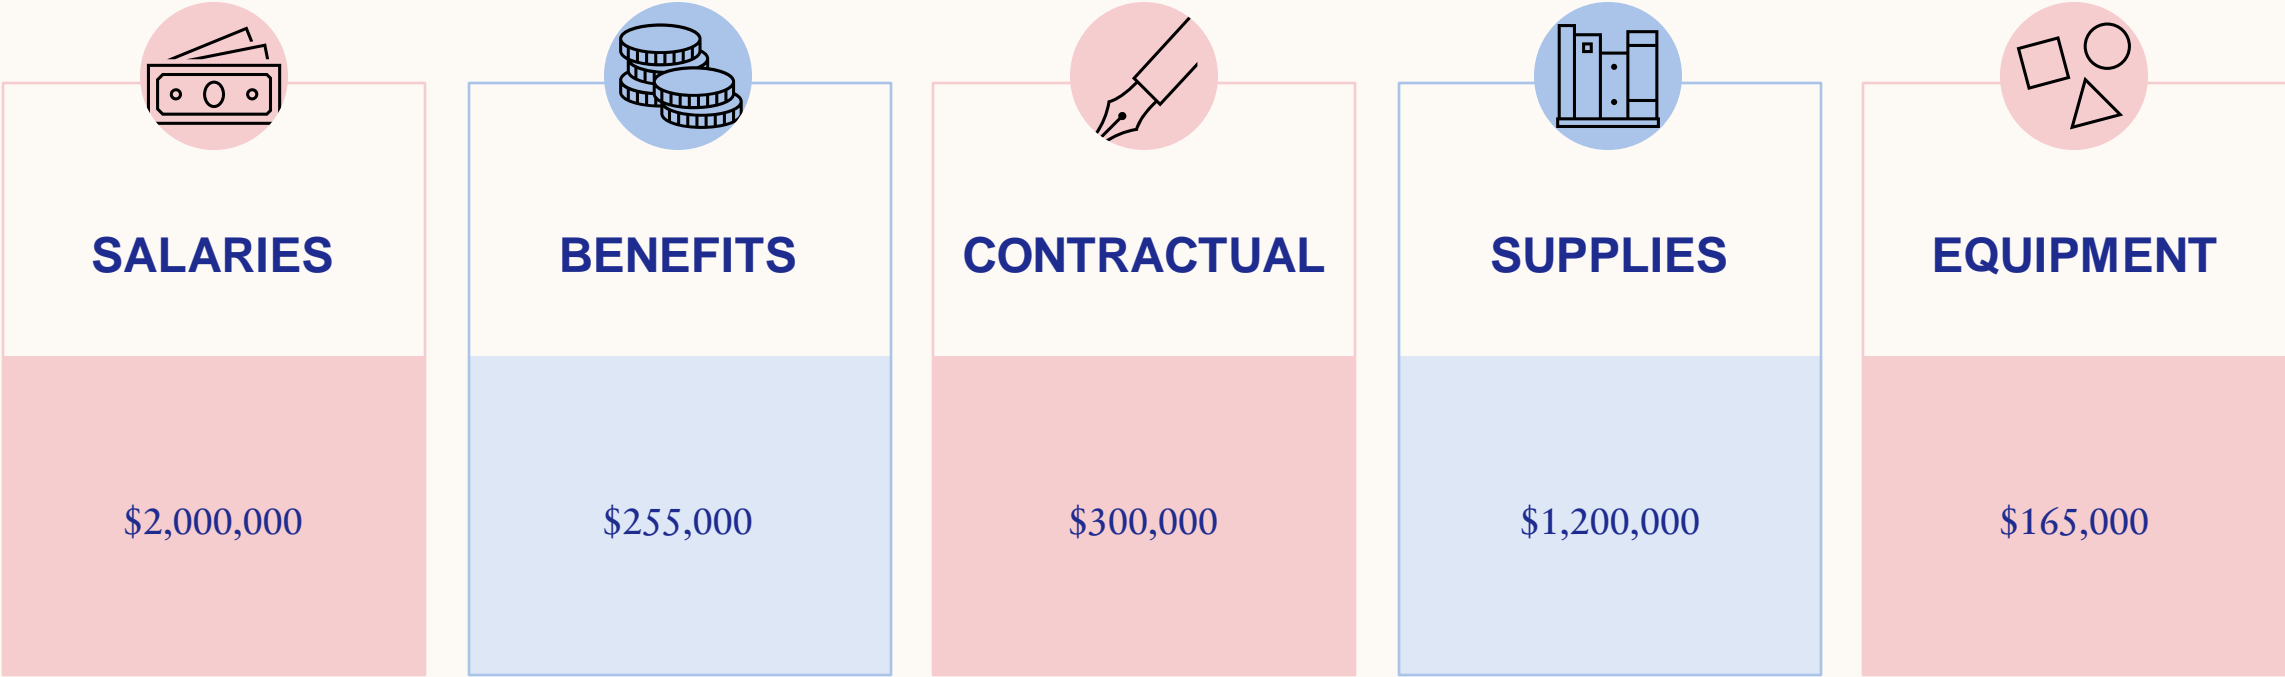 SALARIES
BENEFITS
CONTRACTUAL
SUPPLIES
EQUIPMENT
$2,000,000
$255,000
$300,000
$1,200,000
$165,000